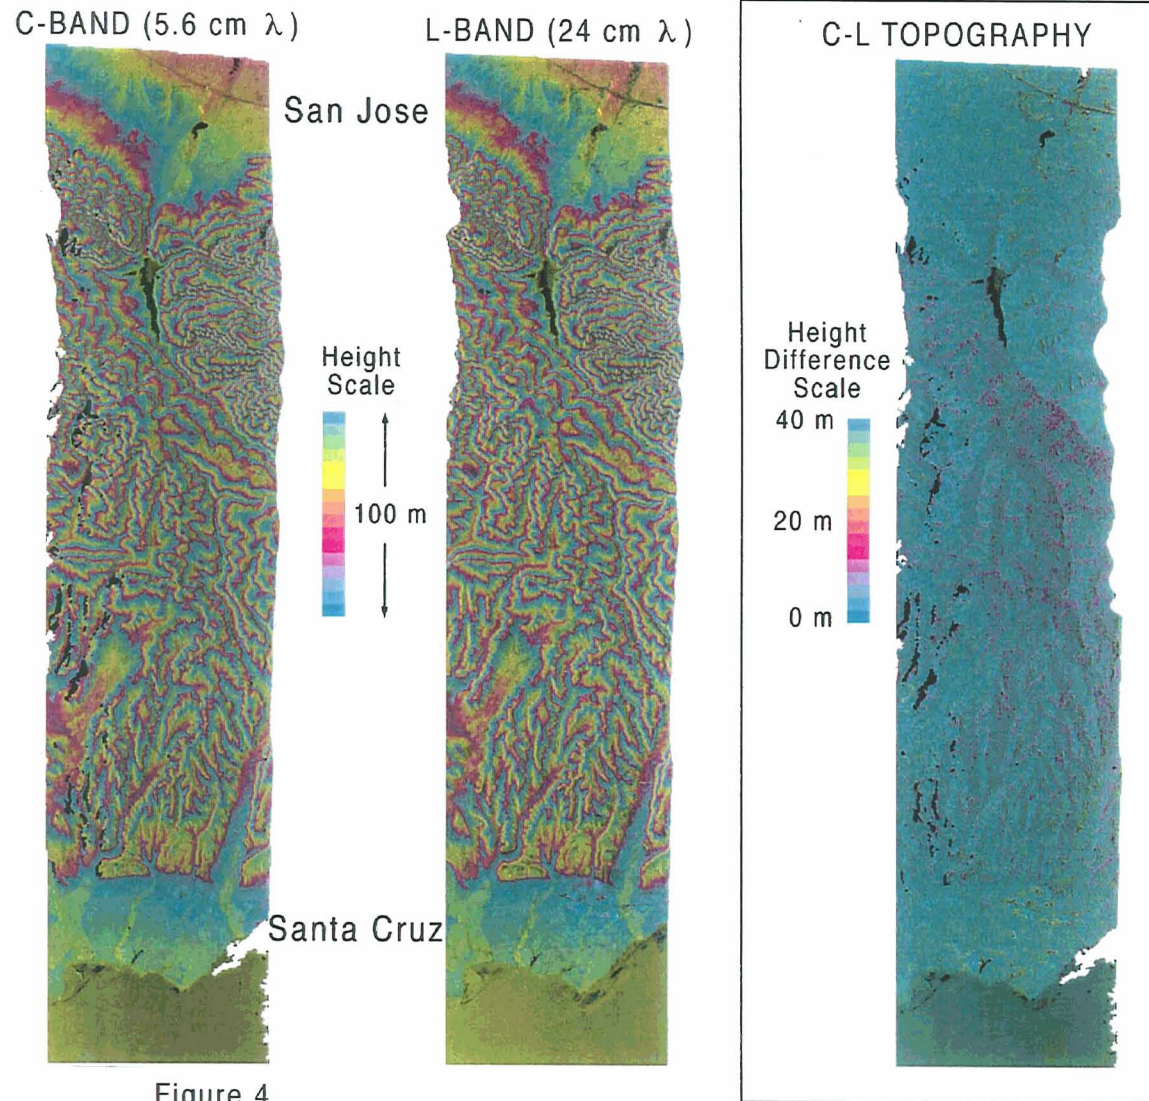 C-BAND (5.6 cm λ)
L-BAND (24 cm λ)
C-L TOPOGRAPHY
San Jose
Height
Scale
100 m
Height
Difference
Scale
40 m
20 m
0 m
Santa Cruz
Figure 4